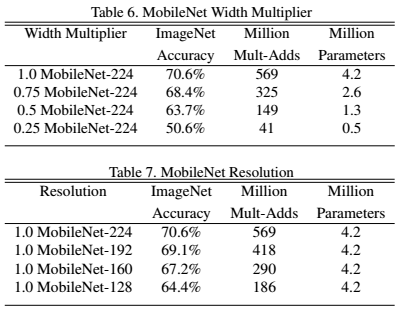 Table 6. MobileNet Width Multiplier
Width Multiplier ImageNet Million Million
Accuracy Mult-Adds Parameters
1.0 MobileNet-224 70.6% 569 4.2
0.75 MobileNet-224 68.4% 325 2.6
0.5 MobileNet-224 63.7% 149 1.3
0.25 MobileNet-224 50.6% 41 0.5
Table 7. MobileNet Resolution
Resolution ImageNet Million Million
Accuracy Mult-Adds Parameters
1.0 MobileNet-224 70.6% 569 4.2
1.0 MobileNet-192 69.1% 418 4.2
1.0 MobileNet-160 67.2% 290 4.2
1.0 MobileNet-128 64.4% 186 4.2